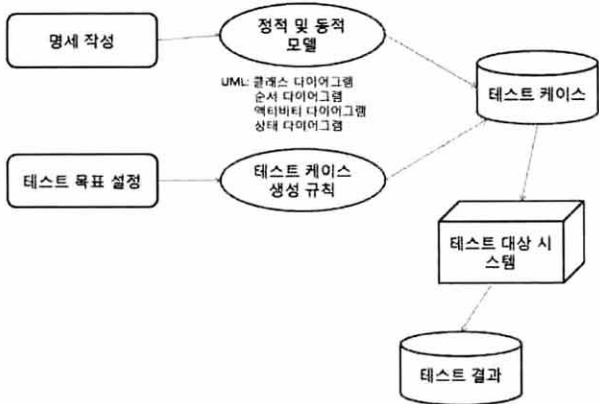 명세 작성
정적 및 동적
모델
UML: 클래스 다이어그램
순서 다이어그램
액티비티 다이어그램
상태 다이어그램
테스트 케이스
테스트 목표 설정
테스트 케이스
생성 규칙
테스트 대상 시
스템
테스트 결과